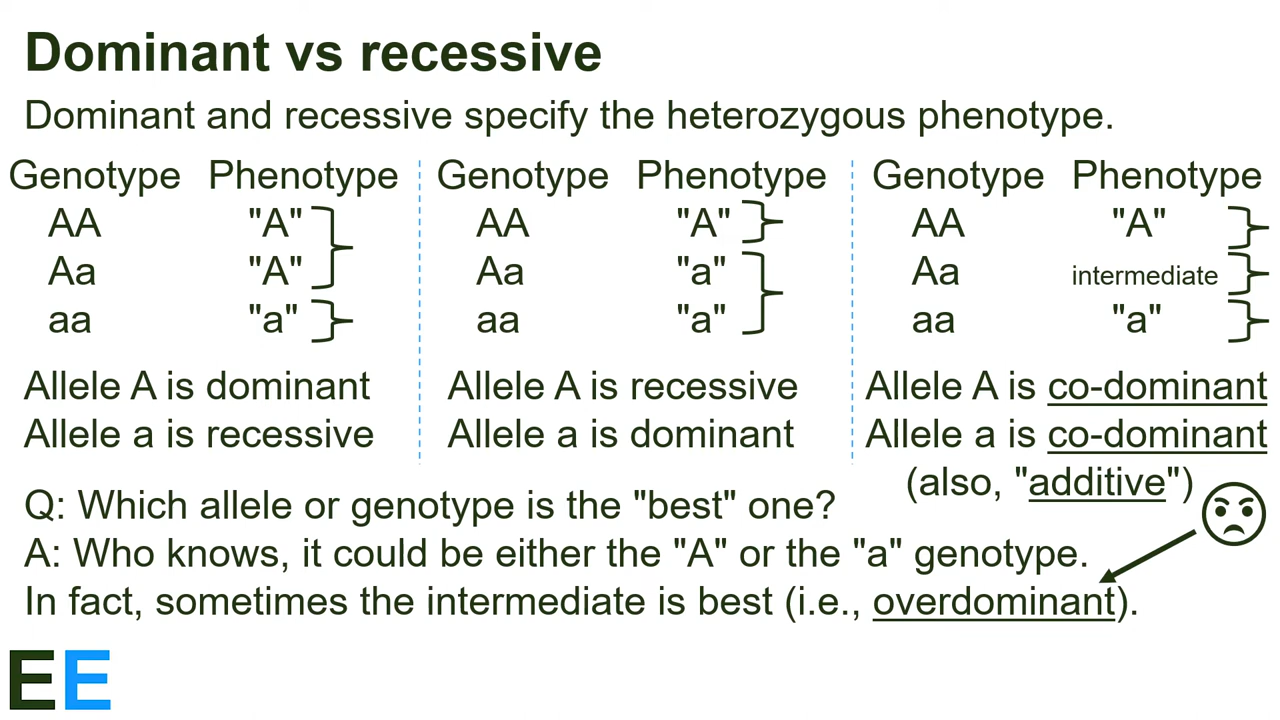 Dominant vs recessive
Dominant and recessive specify the heterozygous phenotype.
Genotype Phenotype
AA "A"
Aa "A"
aa "a"
Allele A is dominant
Allele a is recessive
Genotype Phenotype
AA "A"
Aa "a"
aa "a"
Allele A is recessive
Allele a is dominant
Genotype Phenotype
AA "A"
Aa intermediate
aa "a"
Allele A is co-dominant
Allele a is co-dominant
(also, "additive")
Q: Which allele or genotype is the "best" one?
A: Who knows, it could be either the "A" or the "a" genotype.
In fact, sometimes the intermediate is best (i.e., overdominant).
EE